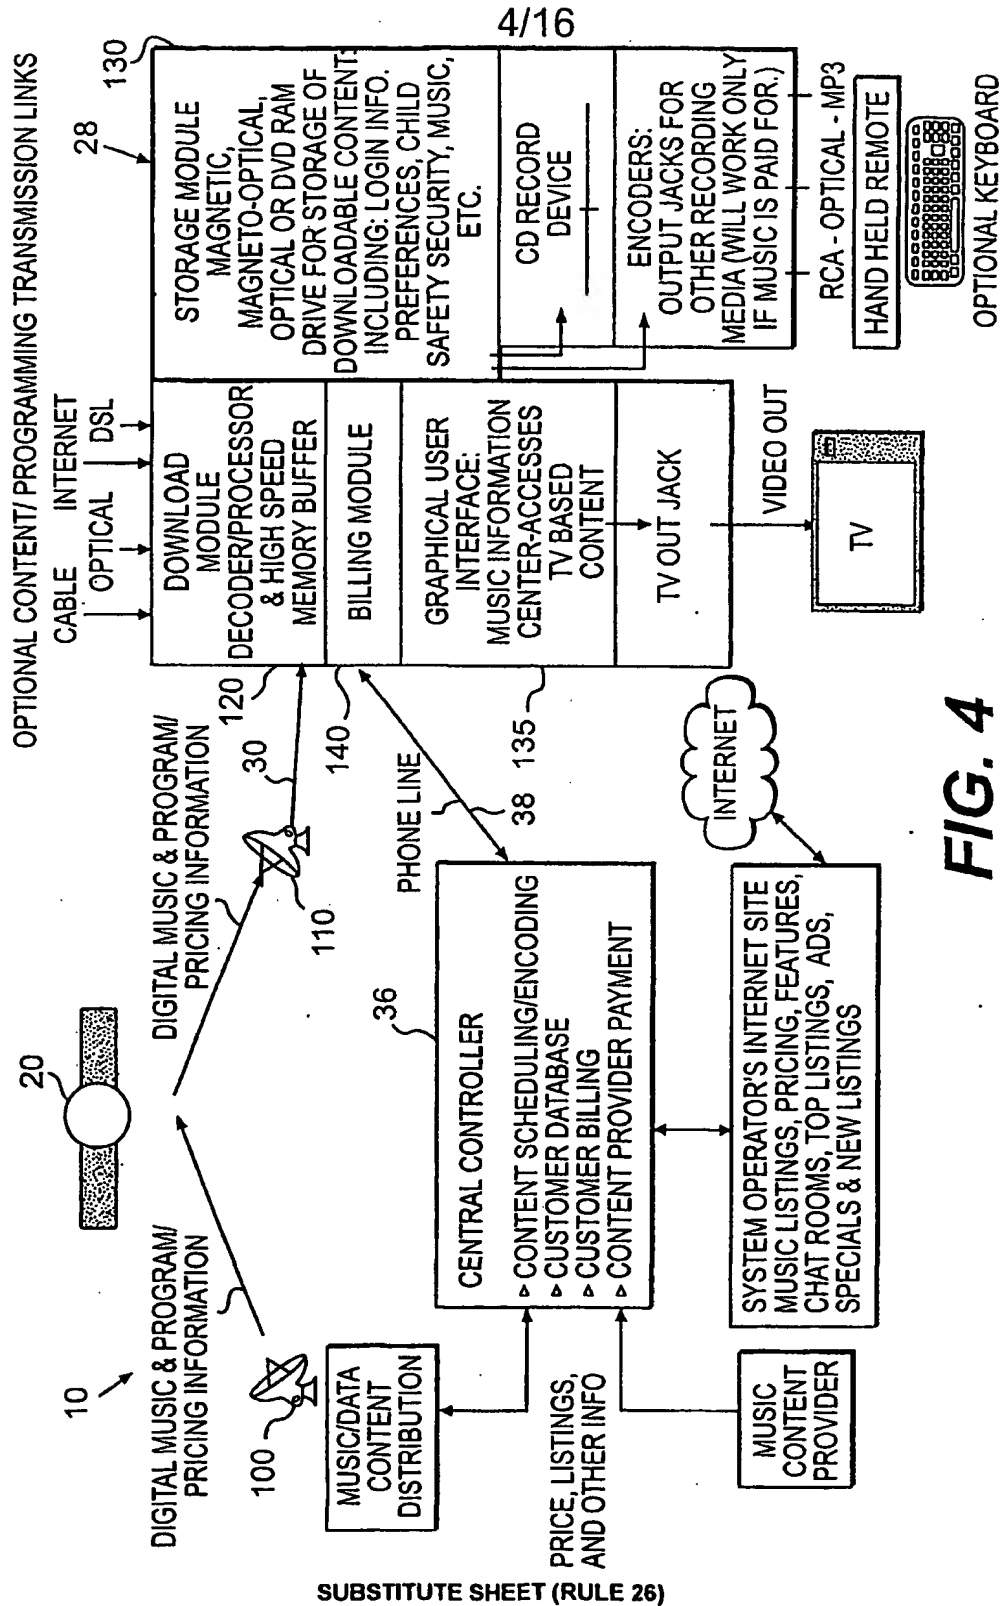 4/16
OPTIONAL CONTENT/ PROGRAMMING TRANSMISSION LINKS
CABLE
OPTICAL
INTERNET
DSL
28
130
10
DIGITAL MUSIC & PROGRAM/
PRICING INFORMATION
20
DIGITAL MUSIC & PROGRAM/
PRICING INFORMATION
100
110
30
120
140
135
MUSIC/DATA
CONTENT
DISTRIBUTION
36
CENTRAL CONTROLLER
CONTENT SCHEDULING/ENCODING
CUSTOMER DATABASE
CUSTOMER BILLING
CONTENT PROVIDER PAYMENT
PHONE LINE
38
PRICE, LISTINGS,
AND OTHER INFO
MUSIC
CONTENT
PROVIDER
SYSTEM OPERATOR'S INTERNET SITE
MUSIC LISTINGS, PRICING, FEATURES,
CHAT ROOMS, TOP LISTINGS, ADS,
SPECIALS & NEW LISTINGS
INTERNET
DOWNLOAD
MODULE
DECODER/PROCESSOR
& HIGH SPEED
MEMORY BUFFER
BILLING MODULE
GRAPHICAL USER
INTERFACE:
MUSIC INFORMATION
CENTER-ACCESSES
TV BASED
CONTENT
TV OUT JACK
VIDEO OUT
TV
STORAGE MODULE
MAGNETIC,
MAGNETO-OPTICAL,
OPTICAL OR DVD RAM
DRIVE FOR STORAGE OF
DOWNLOADABLE CONTENT:
INCLUDING: LOGIN INFO.
PREFERENCES, CHILD
SAFETY SECURITY, MUSIC,
ETC.
CD RECORD
DEVICE
ENCODERS:
OUTPUT JACKS FOR
OTHER RECORDING
MEDIA (WILL WORK ONLY
IF MUSIC IS PAID FOR.)
RCA - OPTICAL - MP3
HAND HELD REMOTE
OPTIONAL KEYBOARD
FIG. 4
SUBSTITUTE SHEET (RULE 26)